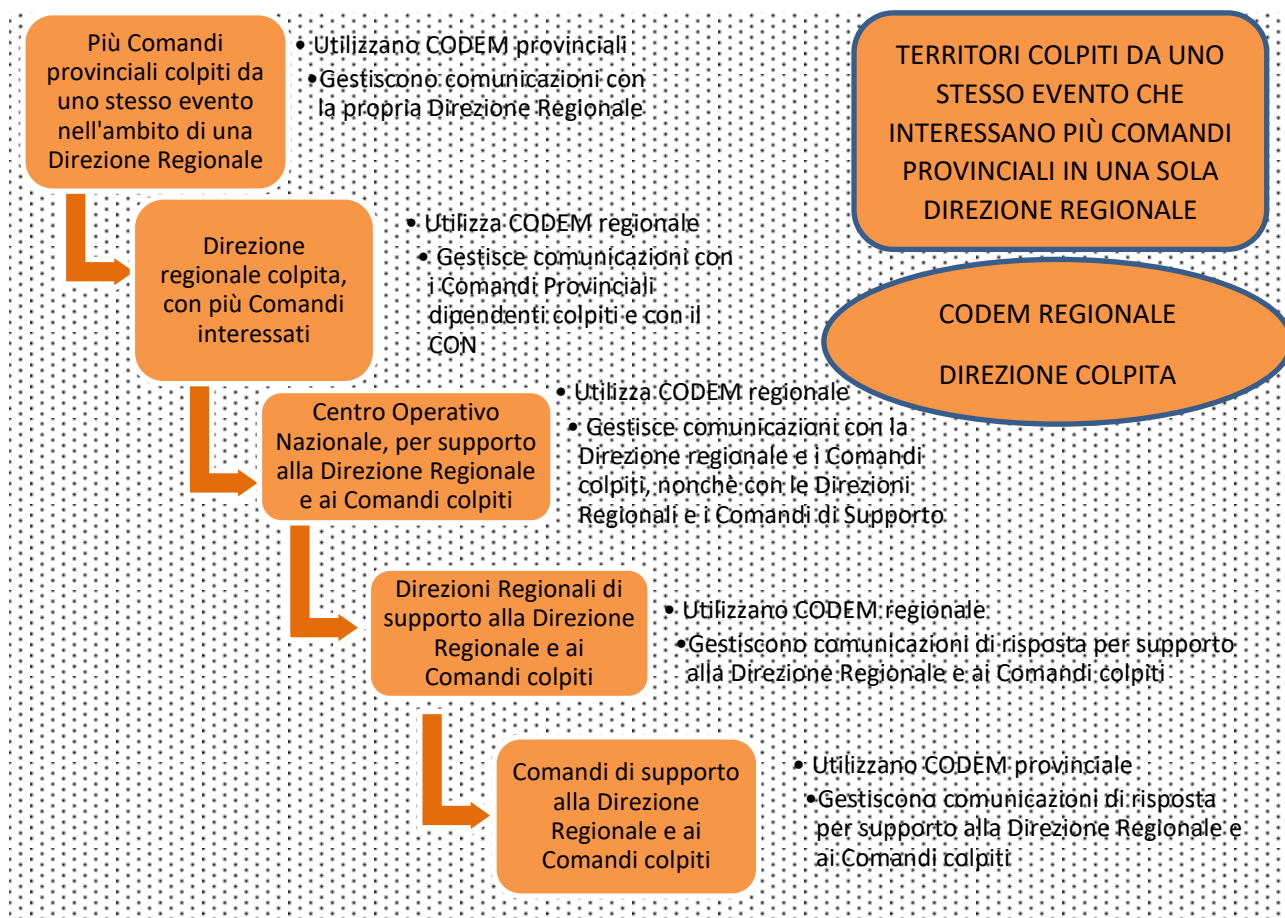 Più Comandi
provinciali colpiti da
uno stesso evento
nell'ambito di una
Direzione Regionale
• Utilizzano CODEM provinciali
•Gestiscono comunicazioni con
la propria Direzione Regionale
TERRITORI COLPITI DA UNO
STESSO EVENTO CHE
INTERESSANO PIÙ COMANDI
PROVINCIALI IN UNA SOLA
DIREZIONE REGIONALE
Direzione
regionale colpita,
con più Comandi
interessati
• Utilizza CODEM regionale
• Gestisce comunicazioni con
i Comandi Provinciali
dipendenti colpiti e con il
CON
CODEM REGIONALE
DIREZIONE COLPITA
Centro Operativo
Nazionale, per supporto
alla Direzione Regionale
e ai Comandi colpiti
• Utilizza CODEM regionale
• Gestisce comunicazioni con la
Direzione regionale e i Comandi
colpiti, nonchè con le Direzioni
Regionali e i Comandi di Supporto
Direzioni Regionali di
supporto alla Direzione
Regionale e ai
Comandi colpiti
• Utilizzano CODEM regionale
•Gestiscono comunicazioni di risposta per supporto
alla Direzione Regionale e ai Comandi colpiti
Comandi di supporto
alla Direzione
Regionale e ai
Comandi colpiti
• Utilizzano CODEM provinciale
•Gestiscono comunicazioni di risposta
per supporto alla Direzione Regionale e
ai Comandi colpiti